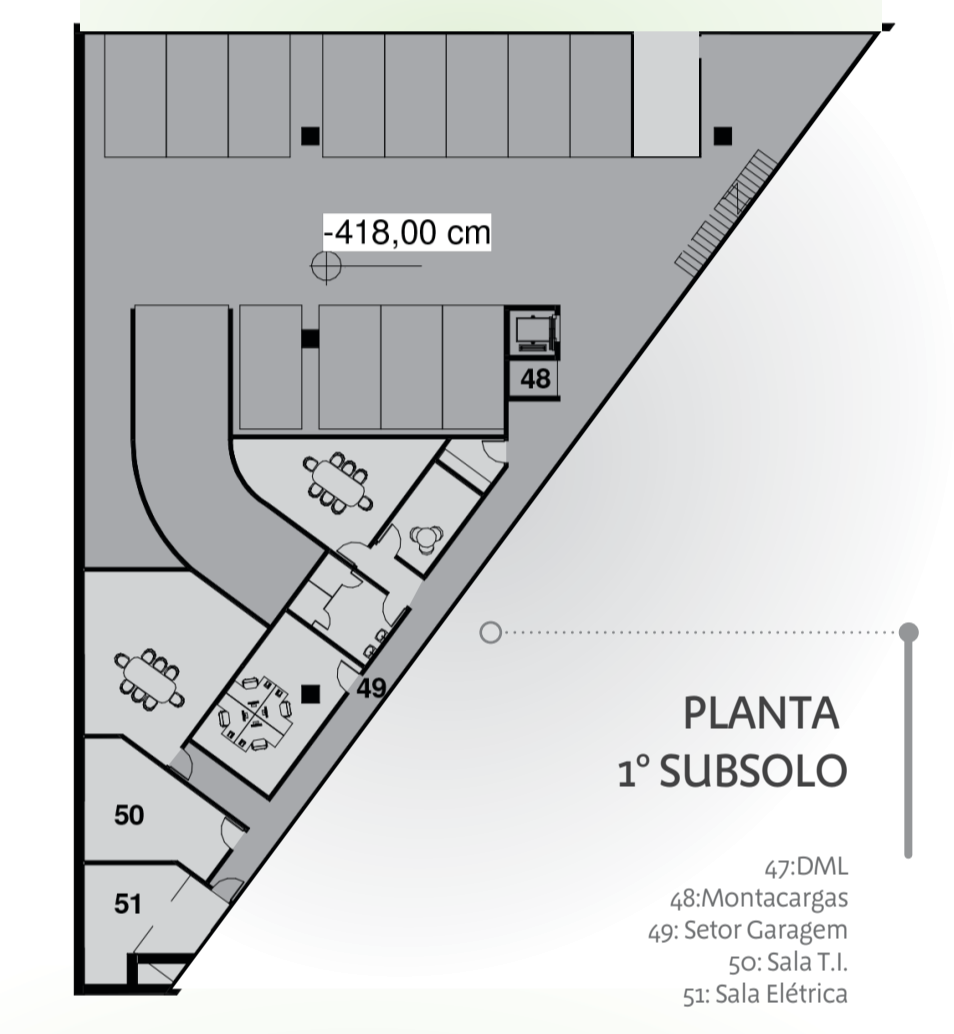 -418,00 cm
48
49
50
51
PLANTA
1° SUBSOLO
47:DML
48:Montacargas
49: Setor Garagem
50: Sala T.I.
51: Sala Elétrica